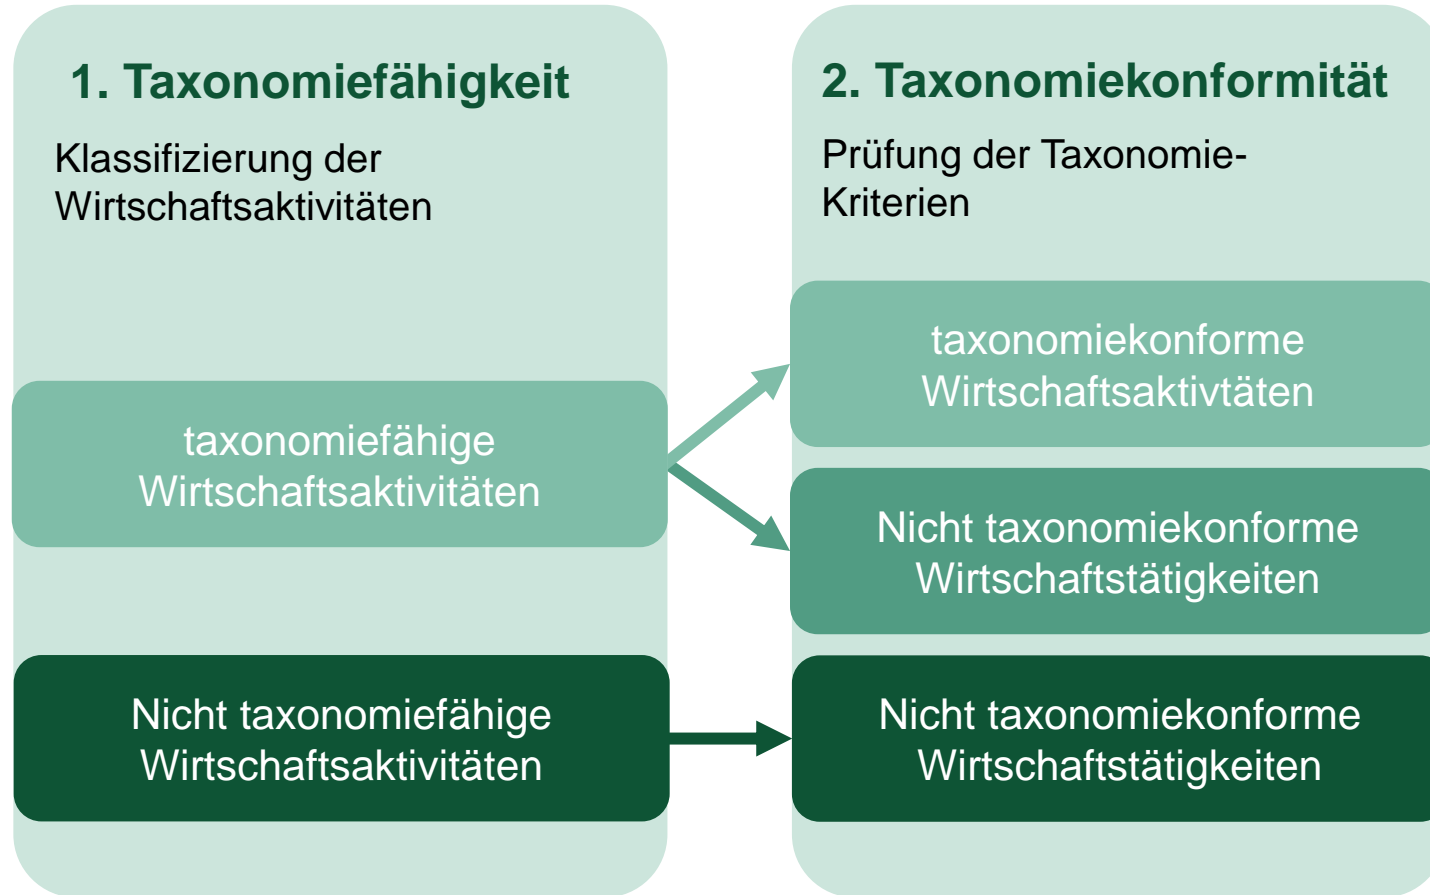 1. Taxonomiefähigkeit
Klassifizierung der
Wirtschaftsaktivitäten
taxonomiefähige
Wirtschaftsaktivitäten
Nicht taxonomiefähige
Wirtschaftsaktivitäten
2. Taxonomiekonformität
Prüfung der Taxonomie-
Kriterien
taxonomiekonforme
Wirtschaftsaktivtäten
Nicht taxonomiekonforme
Wirtschaftstätigkeiten
Nicht taxonomiekonforme
Wirtschaftstätigkeiten